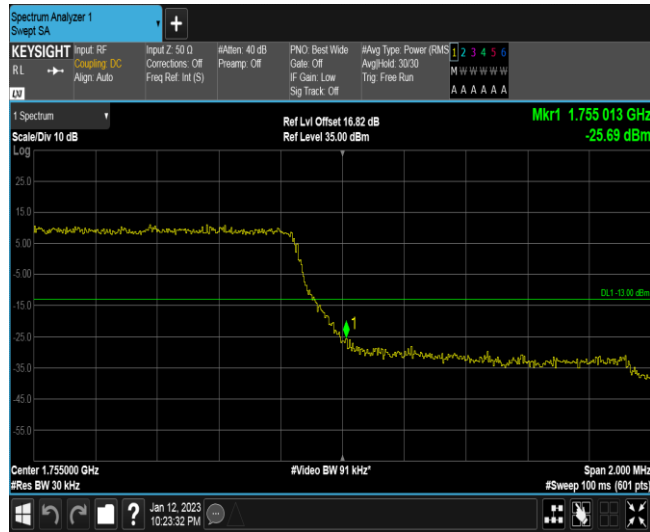 Spectrum Analyzer 1
Swept SA
+
KEYSIGHT
RL
LXI
Input: RF
Coupling: DC
Align: Auto
Input Z: 50 Ω
Corrections: Off
Freq Ref: Int (S)
#Atten: 40 dB
Preamp: Off
PNO: Best Wide
Gate: Off
IF Gain: Low
Sig Track: Off
#Avg Type: Power (RMS
Avg|Hold: 30/30
Trig: Free Run
1 2 3 4 5 6
M W W W W W
A A A A A A
1 Spectrum
Scale/Div 10 dB
Log
Ref Lvl Offset 16.82 dB
Ref Level 35.00 dBm
Mkr1 1.755 013 GHz
-25.69 dBm
25.0
15.0
5.00
-5.00
DL1 -13.00 dBm
-15.0
1
-25.0
-35.0
-45.0
-55.0
Center 1.755000 GHz
#Video BW 91 kHz*
Span 2.000 MHz
#Res BW 30 kHz
#Sweep 100 ms (601 pts)
?
Jan 12, 2023
10:23:32 PM